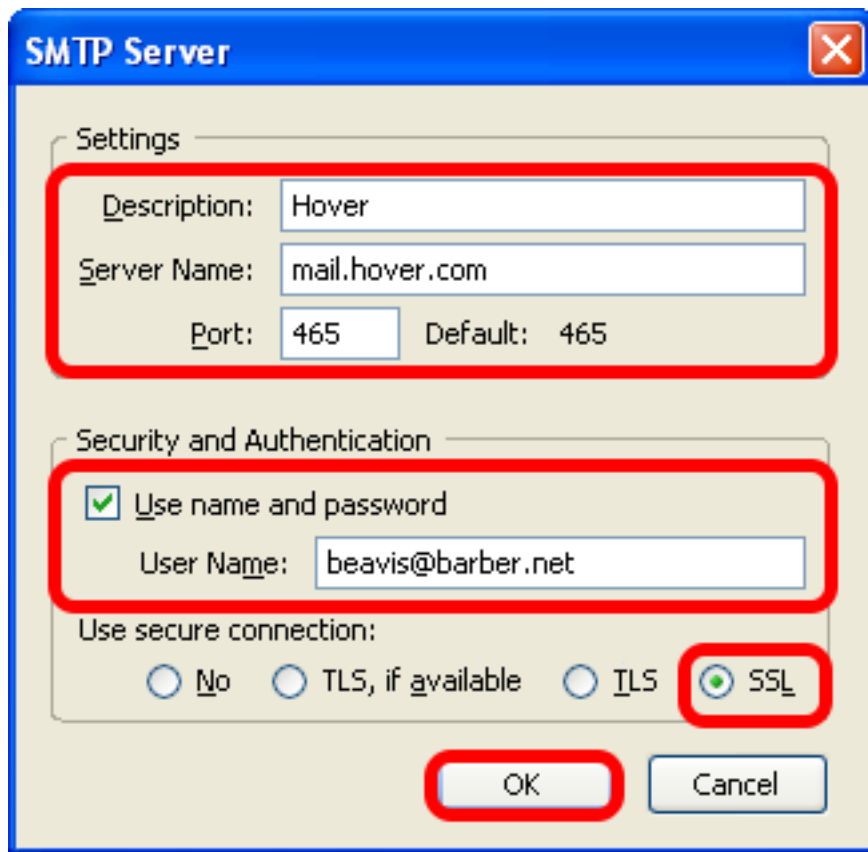 SMTP Server
Settings
Description: Hover
Server Name: mail.hover.com
Port: 465 Default: 465
Security and Authentication
Use name and password
User Name: beavis@barber.net
Use secure connection:
No TLS, if available TLS SSL
OK Cancel